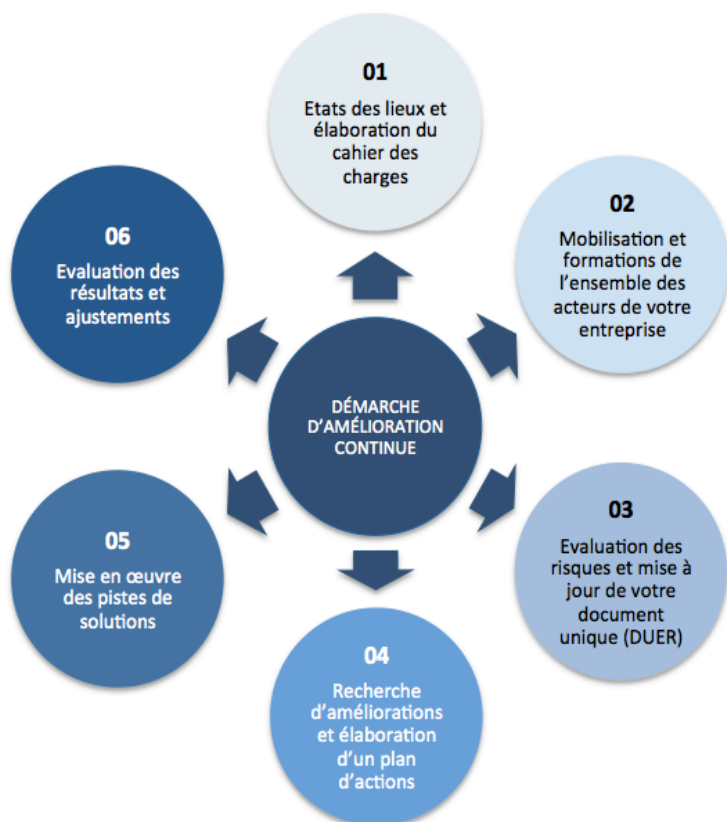 01
Etats des lieux et
élaboration du
cahier des
charges
02
Mobilisation et
formations de
l’ensemble des
acteurs de votre
entreprise
03
Evaluation des
risques et mise à
jour de votre
document
unique (DUER)
04
Recherche
d’améliorations
et élaboration
d’un plan
d’actions
05
Mise en œuvre
des pistes de
solutions
06
Evaluation des
résultats et
ajustements
DÉMARCHE
D’AMÉLIORATION
CONTINUE